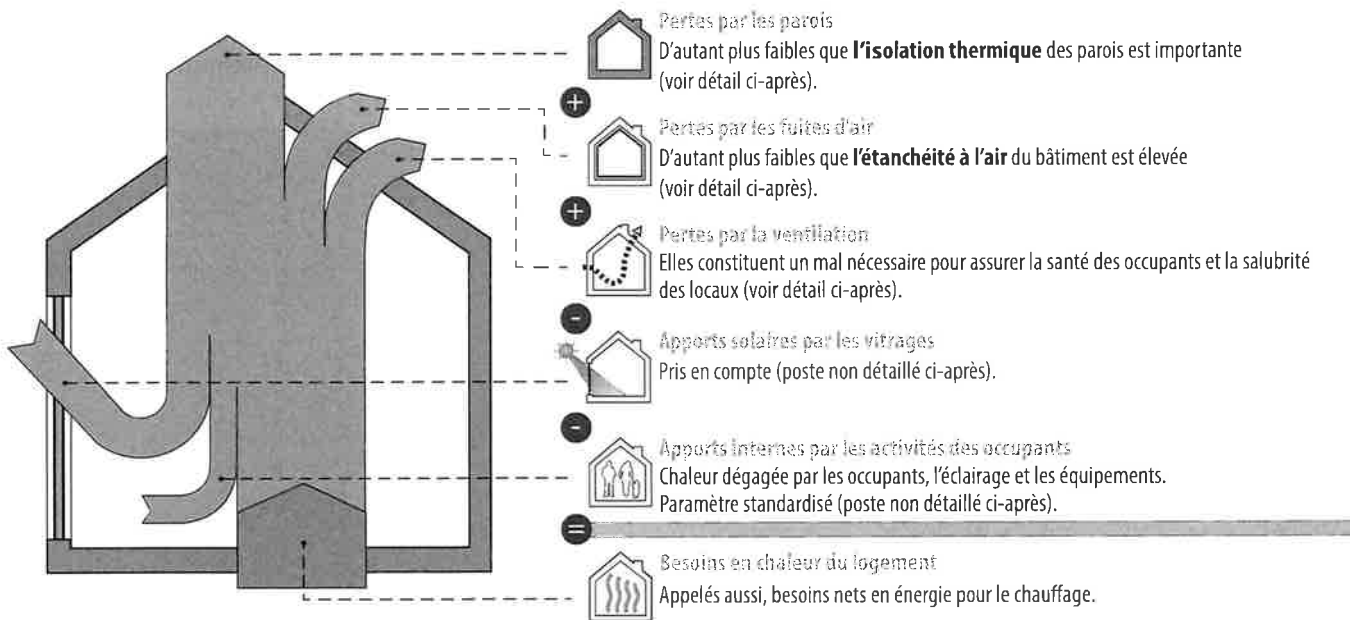 Pertes par les parois
D'autant plus faibles que l'isolation thermique des parois est importante
(voir détail ci-après).
+
Pertes par les fuites d'air
D'autant plus faibles que l'étanchéité à l'air du bâtiment est élevée
(voir détail ci-après).
+
Pertes par la ventilation
Elles constituent un mal nécessaire pour assurer la santé des occupants et la salubrité
des locaux (voir détail ci-après).
-
Apports solaires par les vitrages
Pris en compte (poste non détaillé ci-après).
-
Apports internes par les activités des occupants
Chaleur dégagée par les occupants, l'éclairage et les équipements.
Paramètre standardisé (poste non détaillé ci-après).
=
Besoins en chaleur du logement
Appelés aussi, besoins nets en énergie pour le chauffage.